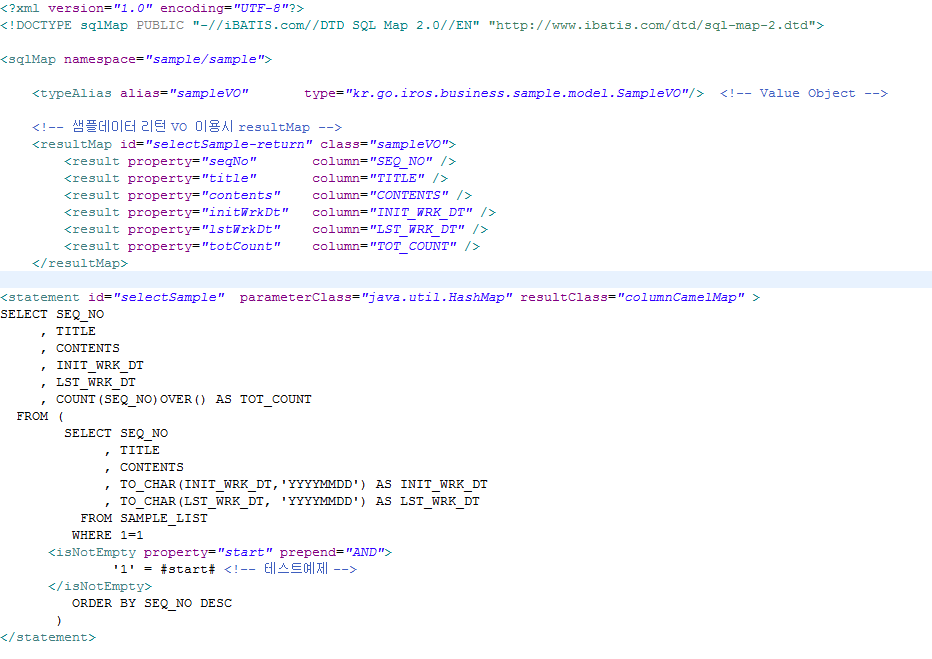 <?xml version="1.0" encoding="UTF-8"?>
<!DOCTYPE sqlMap PUBLIC "-//iBATIS.com//DTD SQL Map 2.0//EN" "http://www.ibatis.com/dtd/sql-map-2.dtd">
<sqlMap namespace="sample/sample">
<typeAlias alias="sampleVO" type="kr.go.iros.business.sample.model.SampleVO"/> <!-- Value Object -->
<!-- 샘플데이터 리턴 VO 이용시 resultMap -->
<resultMap id="selectSample-return" class="sampleVO">
<result property="seqNo" column="SEQ_NO" />
<result property="title" column="TITLE" />
<result property="contents" column="CONTENTS" />
<result property="initWrkDt" column="INIT_WRK_DT" />
<result property="lstWrkDt" column="LST_WRK_DT" />
<result property="totCount" column="TOT_COUNT" />
</resultMap>
<statement id="selectSample" parameterClass="java.util.HashMap" resultClass="columnCamelMap" >
SELECT SEQ_NO
, TITLE
, CONTENTS
, INIT_WRK_DT
, LST_WRK_DT
, COUNT(SEQ_NO)OVER() AS TOT_COUNT
FROM (
SELECT SEQ_NO
, TITLE
, CONTENTS
, TO_CHAR(INIT_WRK_DT,'YYYYMMDD') AS INIT_WRK_DT
, TO_CHAR(LST_WRK_DT, 'YYYYMMDD') AS LST_WRK_DT
FROM SAMPLE_LIST
WHERE 1=1
<isNotEmpty property="start" prepend="AND">
'1' = #start# <!-- 테스트예제 -->
</isNotEmpty>
ORDER BY SEQ_NO DESC
)
</statement>